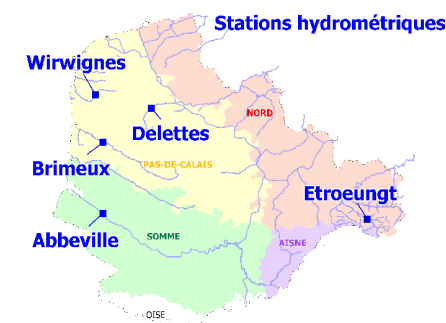 Stations hydrométriques
Wirwignes
Delettes
NORD
Brimeux
PAS-DE-CALAIS
Etroeungt
Abbeville
SOMME
AISNE
OISE